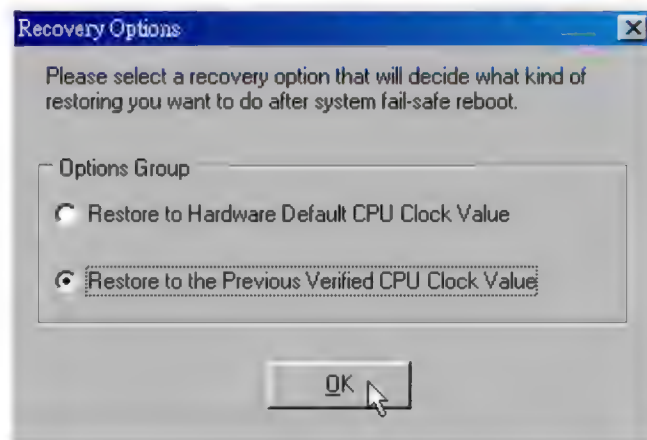 Recovery Options
Please select a recovery option that will decide what kind of
restoring you want to do after system fail-safe reboot.
Options Group
Restore to Hardware Default CPU Clock Value
Restore to the Previous Verified CPU Clock Value
OK